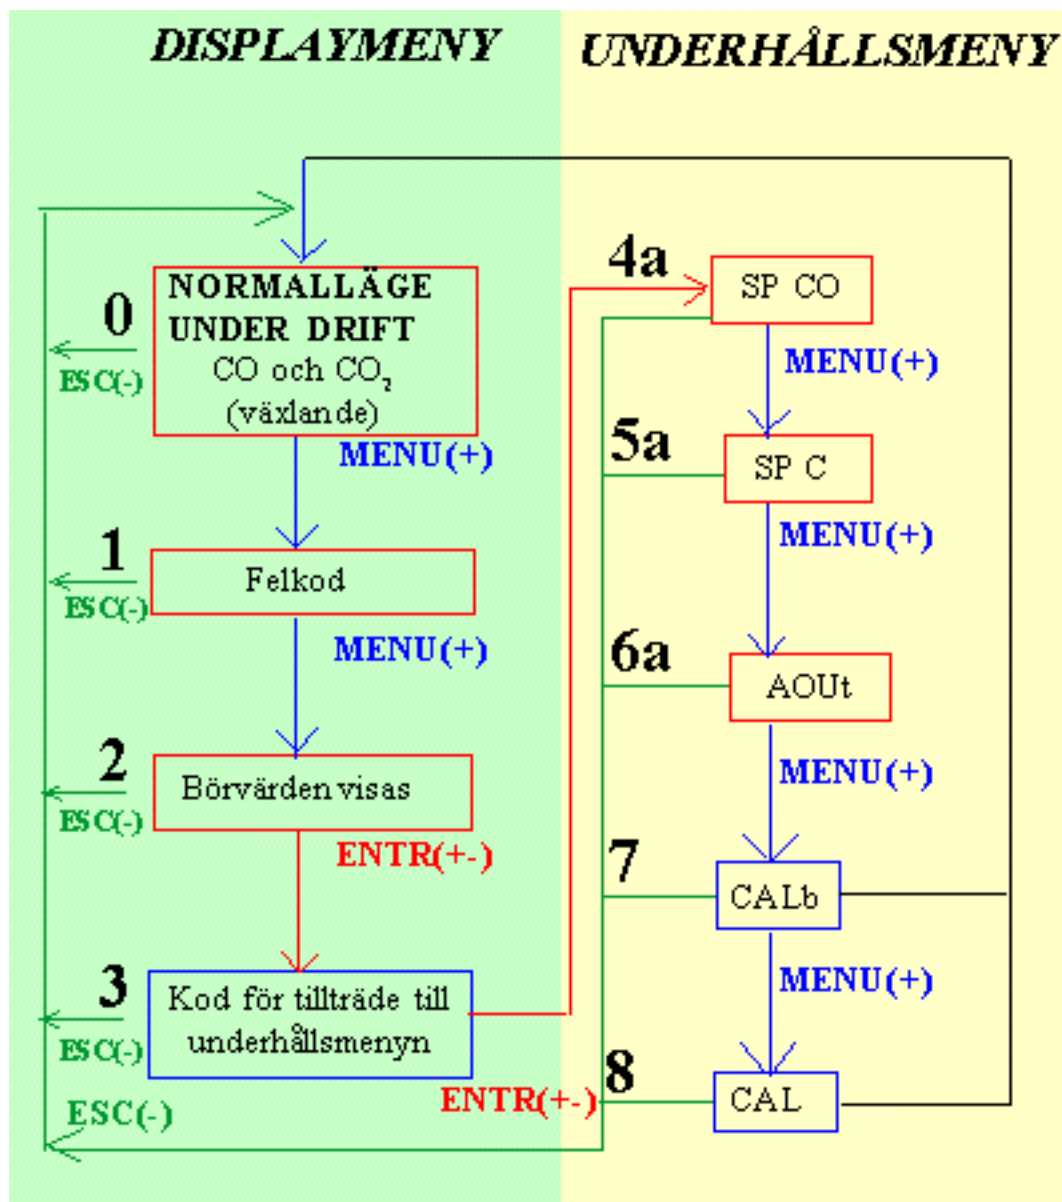 DISPLAYMENY
UNDERHÅLLSMENY
0
NORMALLÄGE
UNDER DRIFT
CO och CO₂
(växlande)
ESC(-)
MENU(+)
1
Felkod
ESC(-)
MENU(+)
2
Börvärden visas
ESC(-)
ENTR(+-)
3
Kod för tillträde till
underhållsmenyn
ESC(-)
ENTR(+-)
ESC(-)
4a
SP CO
MENU(+)
5a
SP C
MENU(+)
6a
AOUt
MENU(+)
7
CALb
MENU(+)
8
CAL